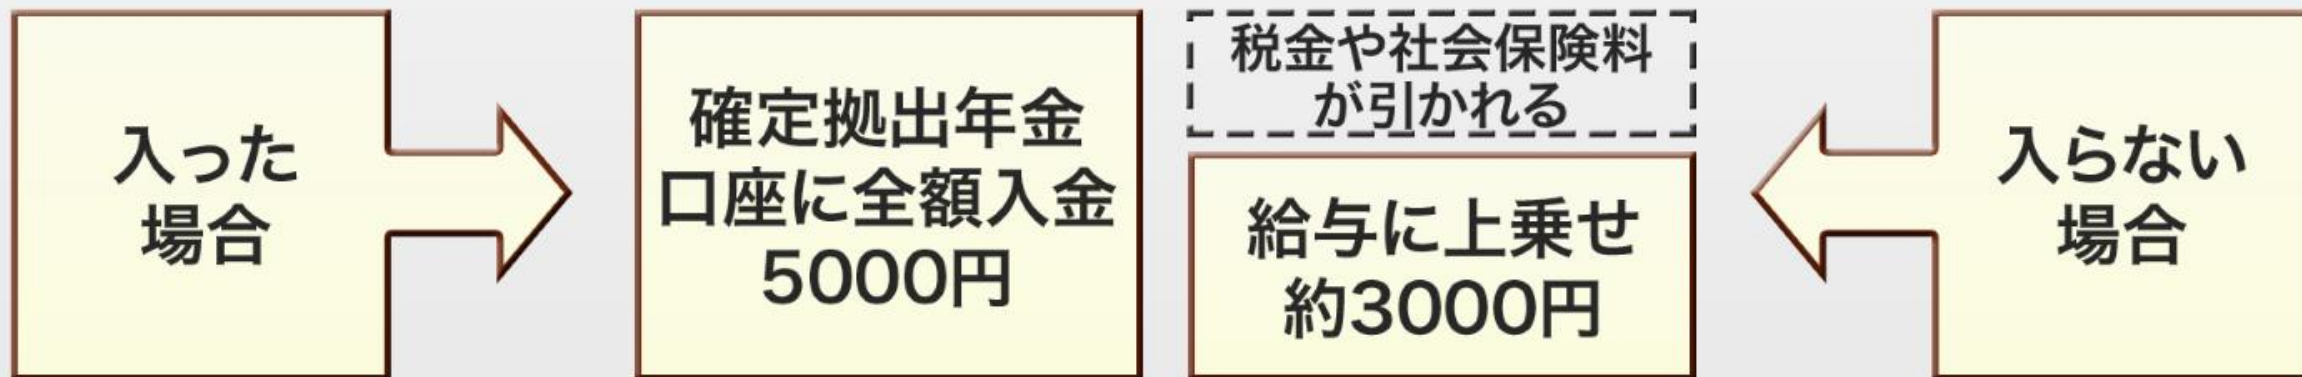 入った
場合
確定拠出年金
口座に全額入金
5000円
税金や社会保険料
が引かれる
給与に上乗せ
約3000円
入らない
場合